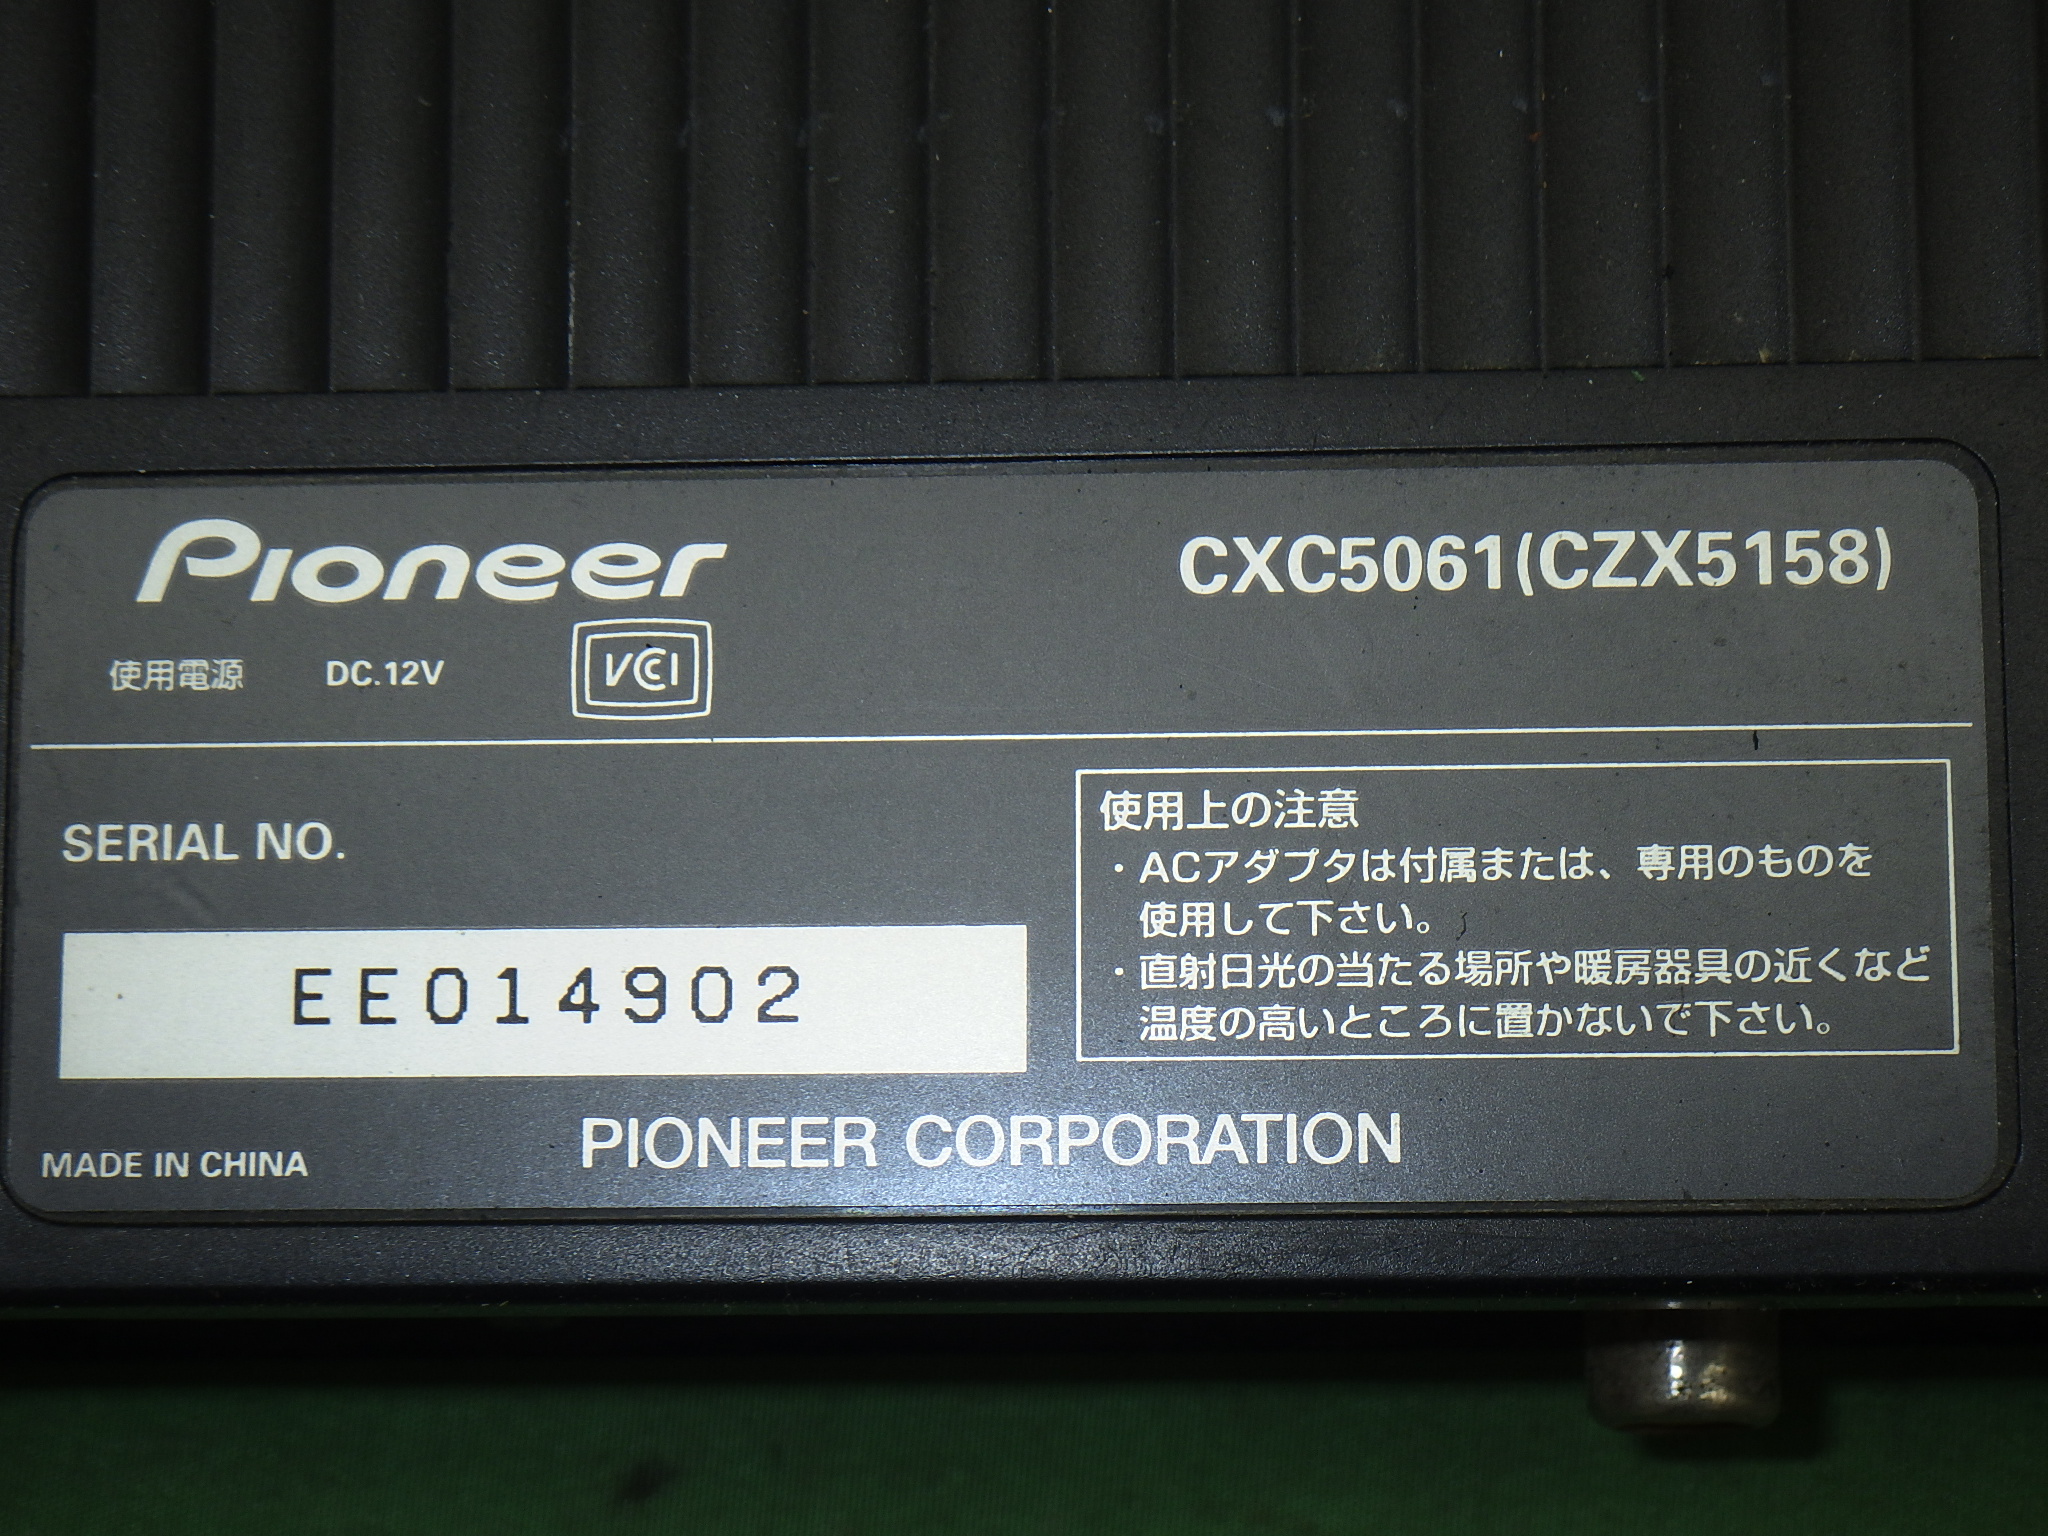 Pioneer
CXC5061(CZX5158)
使用電源 DC.12V
VCCI
SERIAL NO.
EE014902
使用上の注意
・ACアダプタは付属または、専用のものを
使用して下さい。
・直射日光の当たる場所や暖房器具の近くなど
温度の高いところに置かないで下さい。
MADE IN CHINA
PIONEER CORPORATION